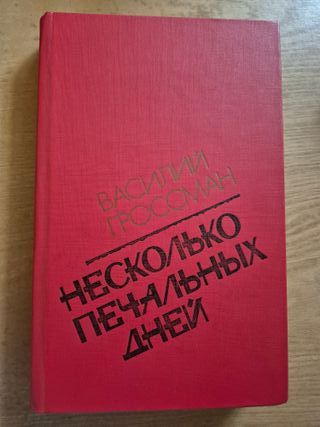 ВАСИЛИЙ
ГРОССМАН
НЕСКОЛЬКО
ПЕЧАЛЬНЫХ
ДНЕЙ